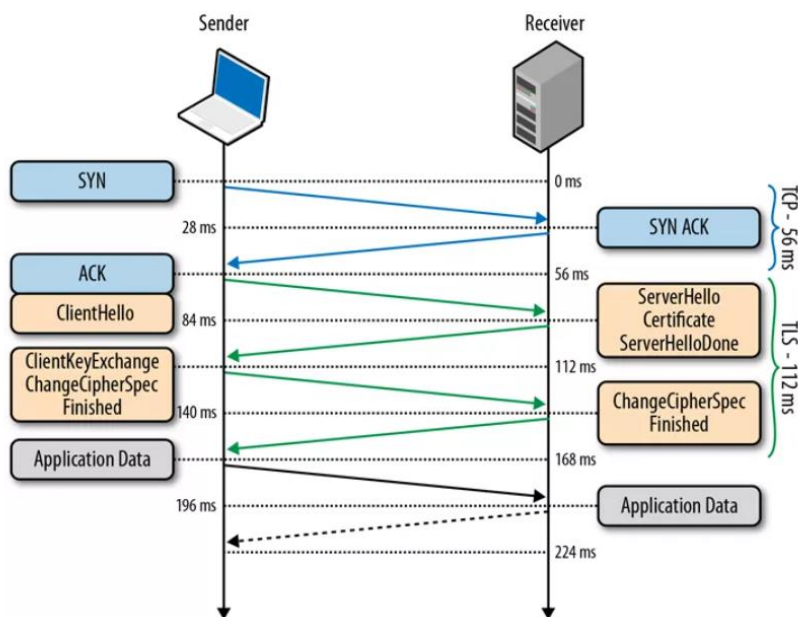 Sender
Receiver
SYN
0 ms
28 ms
SYN ACK
TCP - 56 ms
ACK
56 ms
ClientHello
84 ms
ServerHello
Certificate
ServerHelloDone
TLS - 112 ms
ClientKeyExchange
ChangeCipherSpec
Finished
112 ms
140 ms
ChangeCipherSpec
Finished
Application Data
168 ms
196 ms
Application Data
224 ms